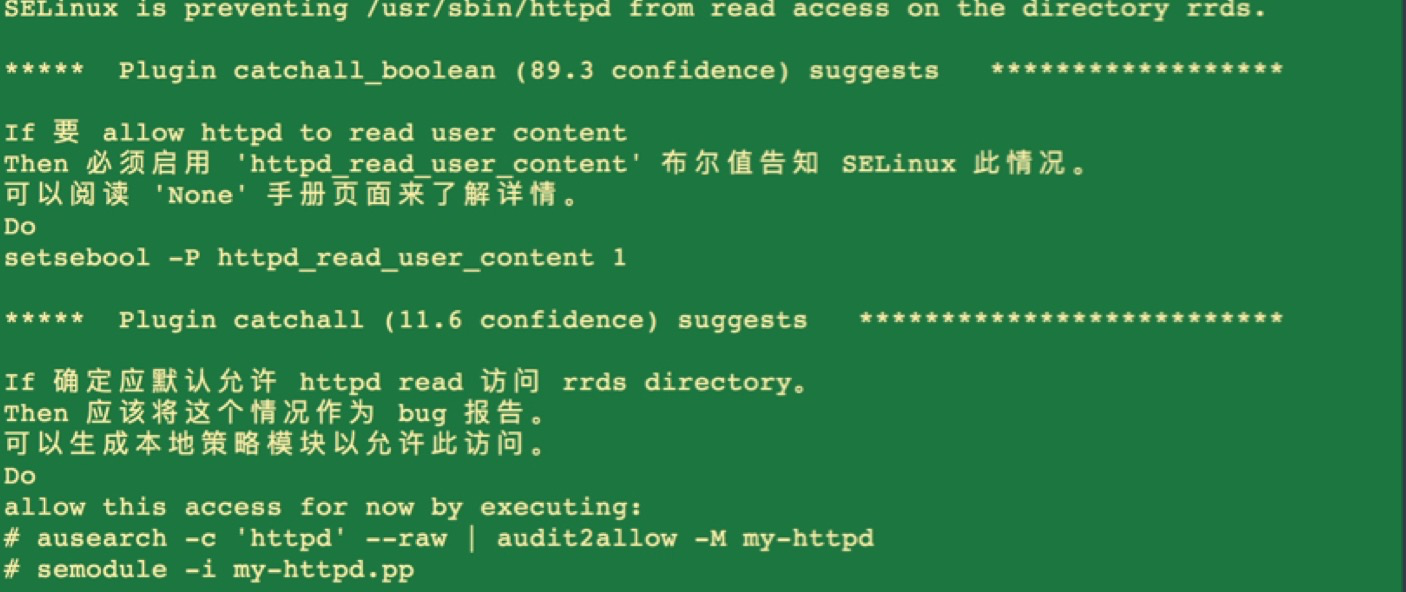 SELinux is preventing /usr/sbin/httpd from read access on the directory rrds.
*****  Plugin catchall_boolean (89.3 confidence) suggests   ******************
If 要 allow httpd to read user content
Then 必须启用 'httpd_read_user_content' 布尔值告知 SELinux 此情况。
可以阅读 'None' 手册页面来了解详情。
Do
setsebool -P httpd_read_user_content 1
*****  Plugin catchall (11.6 confidence) suggests   **************************
If 确定应默认允许 httpd read 访问 rrds directory。
Then 应该将这个情况作为 bug 报告。
可以生成本地策略模块以允许此访问。
Do
allow this access for now by executing:
# ausearch -c 'httpd' --raw | audit2allow -M my-httpd
# semodule -i my-httpd.pp